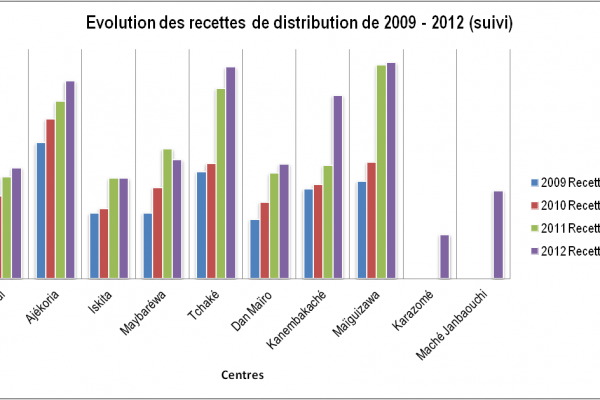 Evolution des recettes de distribution de 2009 - 2012 (suivi)
2009 Recett
2010 Recett
2011 Recett
2012 Recett
Ajékoria
Iskita
Maybaréwa
Tchaké
Dan Maïro
Kanembakaché
Maïguizawa
Karazomé
Maché Janbaouchi
Centres